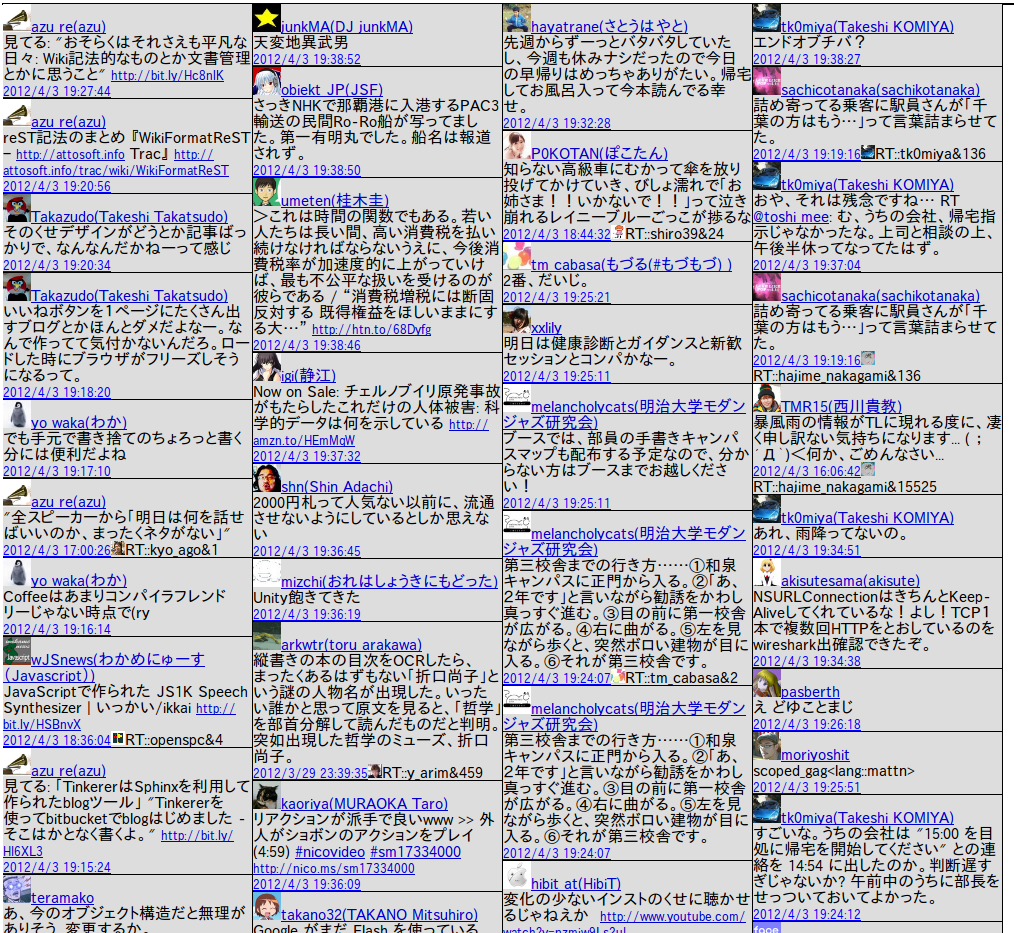 azu re(azu)
見てる: "おそらくはそれさえも平凡な
日々: Wiki記法的なものとか文書管理
とかに思うこと" http://bit.ly/Hc8nIK
2012/4/3 19:27:44
azu re(azu)
reST記法のまとめ『WikiFormatReST
– http://attosoft.info Trac』 http://
attosoft.info/trac/wiki/WikiFormatReST
2012/4/3 19:20:56
Takazudo(Takeshi Takatsudo)
そのくせデザインがどうとか記事ばっ
かりで、なんなんだかねーって感じ
2012/4/3 19:20:34
Takazudo(Takeshi Takatsudo)
いいねボタンを1ページにたくさん出
すブログとかほんとダメだよなー。な
んで作ってて気付かないんだろ。ロー
ドした時にブラウザがフリーズしそう
になるって。
2012/4/3 19:18:20
yo waka(わか)
でも手元で書き捨てのちょろっと書く
分には便利だよね
2012/4/3 19:17:10
azu re(azu)
"全スピーカーから「明日は何を話せ
ばいいのか、まったくネタがない」"
2012/4/3 17:00:26RT::kyo_ago&1
yo waka(わか)
Coffeeはあまりコンパイラフレンド
リーじゃない時点で(ry
2012/4/3 19:16:14
wJSnews(わかめにゅーす
（Javascript）)
JavaScriptで作られた JS1K Speech
Synthesizer | いっかい/ikkai http://
bit.ly/HSBnvX
2012/4/3 18:36:04RT::openspc&4
azu re(azu)
見てる: 「TinkererはSphinxを利用して
作られたblogツール」 "Tinkererを
使ってbitbucketでblogはじめました -
そこはかとなく書くよ。" http://bit.ly/
HI6XL3
2012/4/3 19:15:24
teramako
あ、今のオブジェクト構造だと無理が
ありそう、変更するか。
junkMA(DJ junkMA)
天変地異武男
2012/4/3 19:38:52
obiekt JP(JSF)
さっきNHKで那覇港に入港するPAC3
輸送の民間Ro-Ro船が写ってまし
た。第一有明丸でした。船名は報道
されず。
2012/4/3 19:38:50
umeten(桂木圭)
＞これは時間の関数でもある。若い
人たちは長い間、高い消費税を払い
続けなければならないうえに、今後消
費税率が加速度的に上がっていけ
ば、最も不公平な扱いを受けるのが
彼らである / “消費税増税には断固
反対する 既得権益をほしいままにす
る大…” http://htn.to/68Dyfg
2012/4/3 19:38:46
igi(静江)
Now on Sale: チェルノブイリ原発事故
がもたらしたこれだけの人体被害: 科
学的データは何を示している http://
amzn.to/HEmMqW
2012/4/3 19:37:32
shn(Shin Adachi)
2000円札って人気ない以前に、流通
させないようにしているとしか思えな
い
2012/4/3 19:36:45
mizchi(おれはしょうきにもどった)
Unity飽きてきた
2012/4/3 19:36:19
arkwtr(toru arakawa)
縦書きの本の目次をOCRしたら、
まったくあるはずもない「折口尚子」と
いう謎の人物名が出現した。いった
い誰かと思って原文を見ると、「哲学」
を部首分解して読んだものだと判明。
突如出現した哲学のミューズ、折口
尚子。
2012/3/29 23:39:35RT::y_arim&459
kaoriya(MURAOKA Taro)
リアクションが派手で良いwww >> 外
人がショボンのアクションをプレイ
(4:59) #nicovideo #sm17334000
http://nico.ms/sm17334000
2012/4/3 19:36:09
takano32(TAKANO Mitsuhiro)
Google がまだ Flash を使っている
hayatrane(さとうはやと)
先週からずーっとバタバタしていた
し、今週も休みナシだったので今日
の早帰りはめっちゃありがたい。帰宅
してお風呂入って今本読んでる幸
せ。
2012/4/3 19:32:28
P0KOTAN(ぽこたん)
知らない高級車にむかって傘を放り
投げてかけていき、びしょ濡れで「お
姉さま！！いかないで！！」って泣き
崩れるレイニーブルーごっこが捗るな
2012/4/3 18:44:32RT::shiro39&24
tm cabasa(もづる(#もづもづ) )
2番、だいじ。
2012/4/3 19:25:21
xxlily
明日は健康診断とガイダンスと新歓
セッションとコンパかなー。
2012/4/3 19:25:11
melancholycats(明治大学モダン
ジャズ研究会)
ブースでは、部員の手書きキャンパ
スマップも配布する予定なので、分か
らない方はブースまでお越しくださ
い！
2012/4/3 19:25:11
melancholycats(明治大学モダン
ジャズ研究会)
第三校舎までの行き方……①和泉
キャンパスに正門から入る。②「あ、
2年です」と言いながら勧誘をかわし
真っすぐ進む。③目の前に第一校舎
が広がる。④右に曲がる。⑤左を見
ながら歩くと、突然ボロい建物が目に
入る。⑥それが第三校舎です。
2012/4/3 19:24:07RT::tm_cabasa&2
melancholycats(明治大学モダン
ジャズ研究会)
第三校舎までの行き方……①和泉
キャンパスに正門から入る。②「あ、
2年です」と言いながら勧誘をかわし
真っすぐ進む。③目の前に第一校舎
が広がる。④右に曲がる。⑤左を見
ながら歩くと、突然ボロい建物が目に
入る。⑥それが第三校舎です。
2012/4/3 19:24:07
hibit at(HibiT)
変化の少ないインストのくせに聴かせ
るじゃねえか http://www.youtube.com/
tk0miya(Takeshi KOMIYA)
エンドオブチバ？
2012/4/3 19:38:27
sachicotanaka(sachikotanaka)
詰め寄ってる乗客に駅員さんが「千
葉の方はもう…」って言葉詰まらせて
た。
2012/4/3 19:19:16RT::tk0miya&136
tk0miya(Takeshi KOMIYA)
おや、それは残念ですね… RT
@toshi mee: む、うちの会社、帰宅指
示じゃなかったな。上司と相談の上、
午後半休ってなってたはず。
2012/4/3 19:37:04
sachicotanaka(sachikotanaka)
詰め寄ってる乗客に駅員さんが「千
葉の方はもう…」って言葉詰まらせて
た。
2012/4/3 19:19:16
RT::hajime_nakagami&136
TMR15(西川貴教)
暴風雨の情報がTLに現れる度に、凄
く申し訳ない気持ちになります... ( ；
´Д`)＜何か、ごめんなさい...
2012/4/3 16:06:42
RT::hajime_nakagami&15525
tk0miya(Takeshi KOMIYA)
あれ、雨降ってないの。
2012/4/3 19:34:51
akisutesama(akisute)
NSURLConnectionはきちんとKeep-
Aliveしてくれているな！よし！TCP1
本で複数回HTTPをとおしているのを
wireshark出確認できたぞ。
2012/4/3 19:34:38
pasberth
え どゆことまじ
2012/4/3 19:26:18
moriyoshit
scoped_gag<lang::mattn>
2012/4/3 19:25:51
tk0miya(Takeshi KOMIYA)
すごいな。うちの会社は "15:00 を目
処に帰宅を開始してください" との連
絡を 14:54 に出したのか。判断遅す
ぎじゃないか? 午前中のうちに部長を
せっついておいてよかった。
2012/4/3 19:24:12